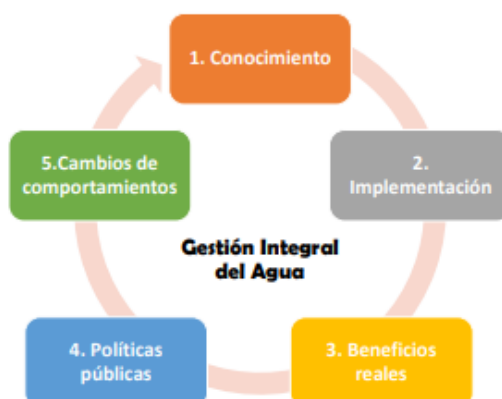 1. Conocimiento
2.
Implementación
3. Beneficios
reales
4. Políticas
públicas
5.Cambios de
comportamientos
Gestión Integral
del Agua